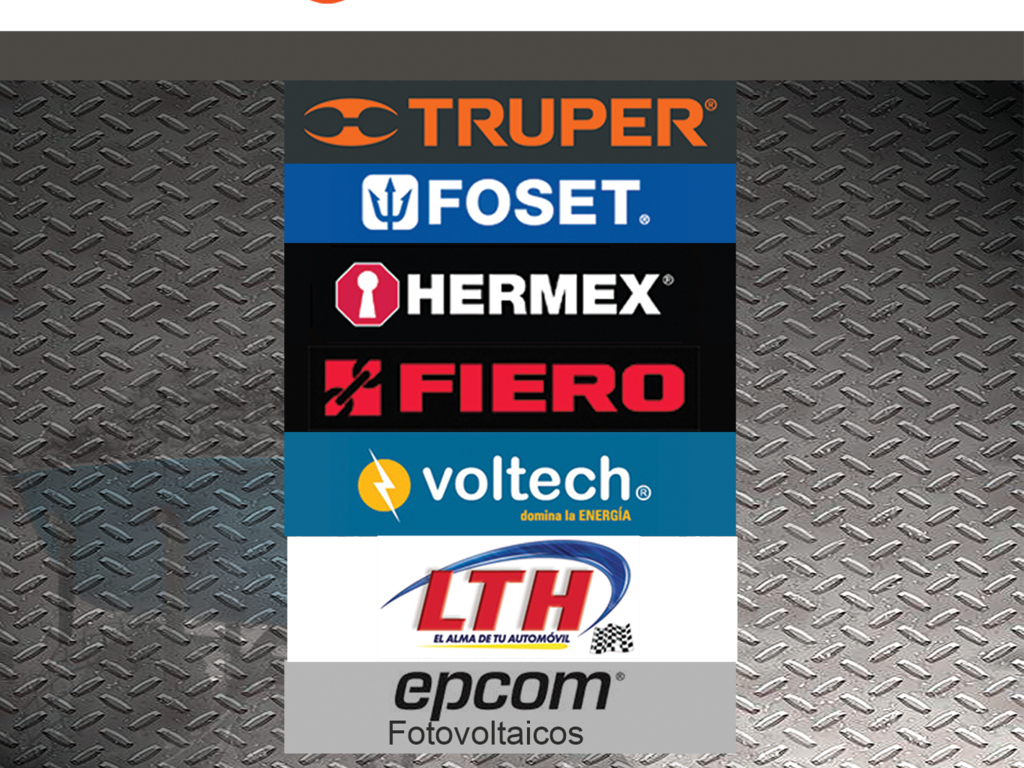 TRUPER®
FOSET®
HERMEX®
FIERO
voltech®
domina la ENERGÍA
LTH
EL ALMA DE TU AUTOMÓVIL
epcom®
Fotovoltaicos